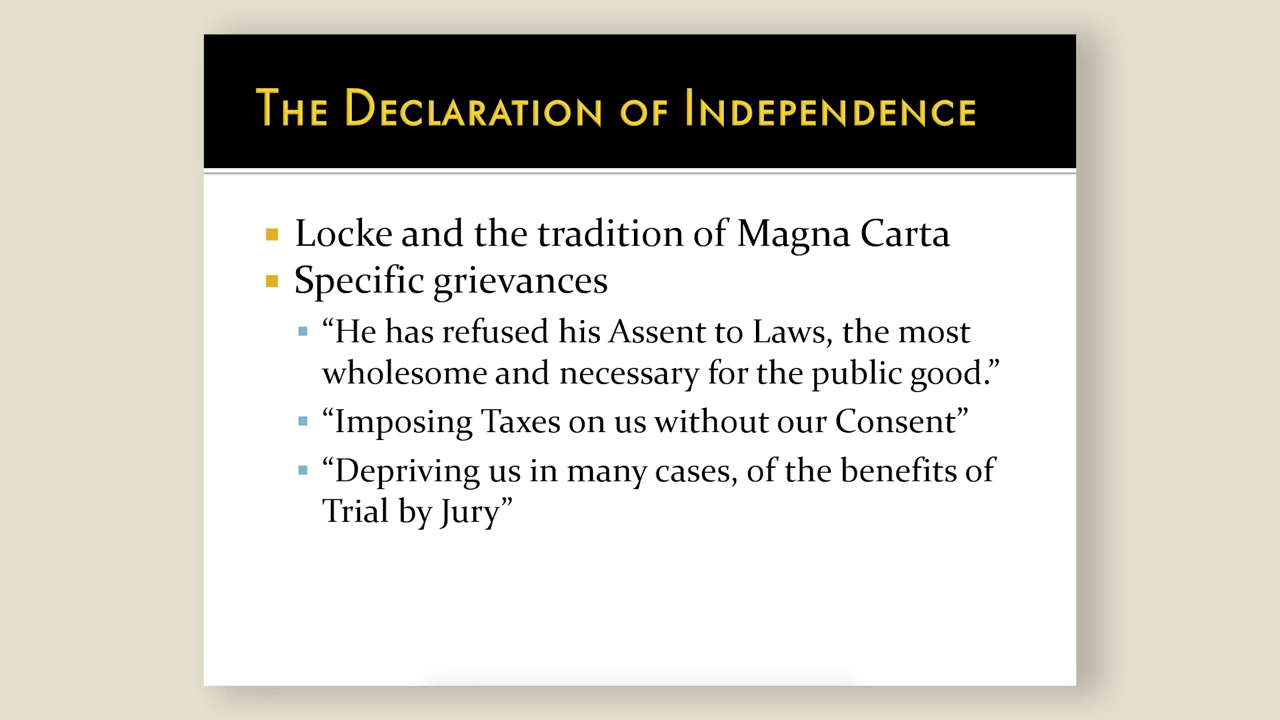 The Declaration of Independence
Locke and the tradition of Magna Carta
Specific grievances
“He has refused his Assent to Laws, the most
wholesome and necessary for the public good.”
“Imposing Taxes on us without our Consent”
“Depriving us in many cases, of the benefits of
Trial by Jury”